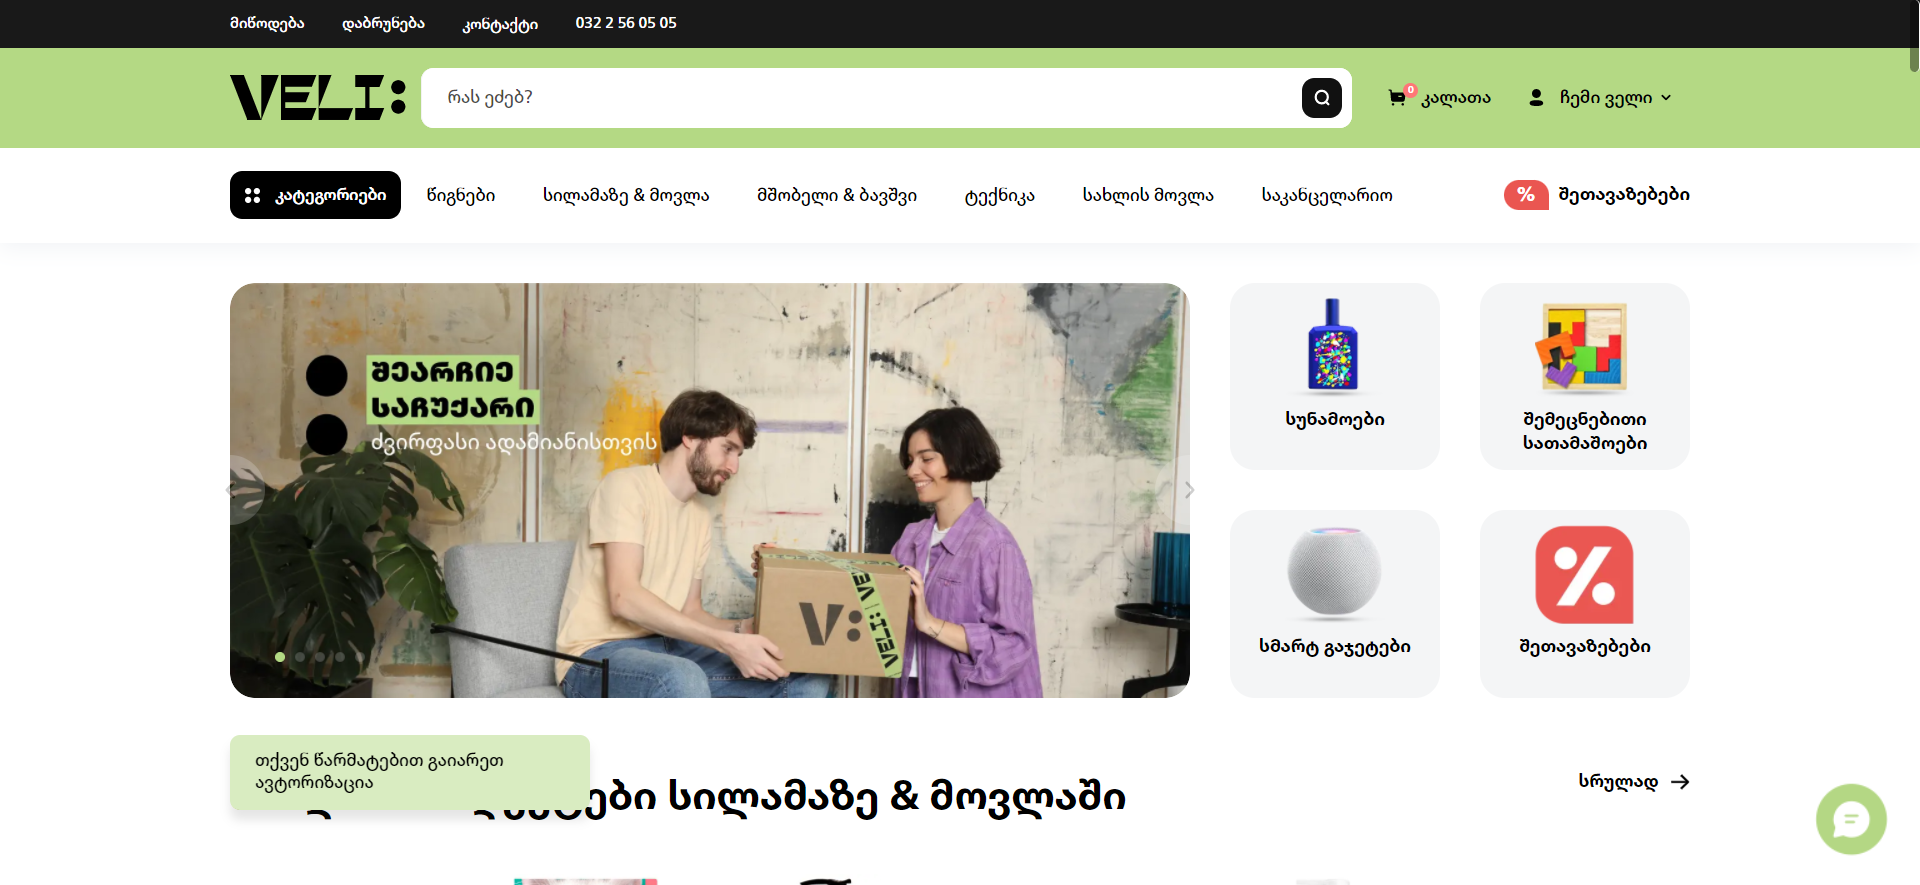 მიწოდება
დაბრუნება
კონტაქტი
032 2 56 05 05
VELI:
რას ეძებ?
0
კალათა
ჩემი ველი
კატეგორიები
წიგნები
სილამაზე & მოვლა
მშობელი & ბავშვი
ტექნიკა
სახლის მოვლა
საკანცელარიო
%
შეთავაზებები
შეარჩიე
საჩუქარი
ძვირფასი ადამიანისთვის
V:
VELI:
სუნამოები
შემეცნებითი
სათამაშოები
სმარტ გაჯეტები
%
შეთავაზებები
თქვენ წარმატებით გაიარეთ
ავტორიზაცია
ები სილამაზე & მოვლაში
სრულად